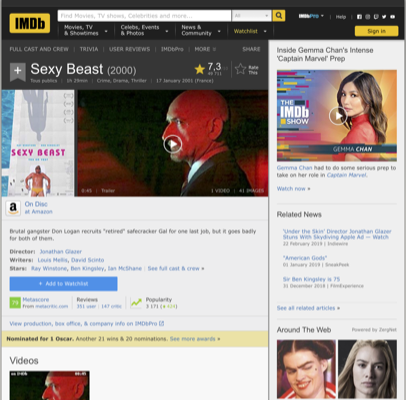 IMDb
Find Movies, TV shows, Celebrities and more...
All
IMDbPro
Help
Movies, TV
& Showtimes
Celebs, Events
& Photos
News &
Community
Watchlist
Sign in
FULL CAST AND CREW | TRIVIA | USER REVIEWS | IMDbPro | MORE
SHARE
Sexy Beast (2000)
7,3
Rate
This
Tous publics | 1h 29min | Crime, Drama, Thriller | 17 January 2001 (France)
SEXY BEAST
0:45 | Trailer
1 VIDEO | 41 IMAGES
On Disc
at Amazon
Brutal gangster Don Logan recruits "retired" safecracker Gal for one last job, but it goes badly
for both of them.
Director: Jonathan Glazer
Writers: Louis Mellis, David Scinto
Stars: Ray Winstone, Ben Kingsley, Ian McShane | See full cast & crew »
+ Add to Watchlist
Metascore
From metacritic.com
Reviews
351 user | 147 critic
Popularity
View production, box office, & company info on IMDbPro
Nominated for 1 Oscar. Another 21 wins & 20 nominations. See more awards »
Videos
Inside Gemma Chan's Intense
'Captain Marvel' Prep
THE
IMDb
SHOW
GEMMA CHAN
Gemma Chan had to do some serious prep to
take on her role in Captain Marvel.
Watch now »
Related News
'Under the Skin' Director Jonathan Glazer
Stuns With Skydiving Apple Ad — Watch
22 February 2019 | Indiewire
"American Gods"
01 January 2019 | SneakPeek
Sir Ben Kingsley is 75
31 December 2018 | FilmExperience
See all related articles »
Around The Web
Powered by ZergNet